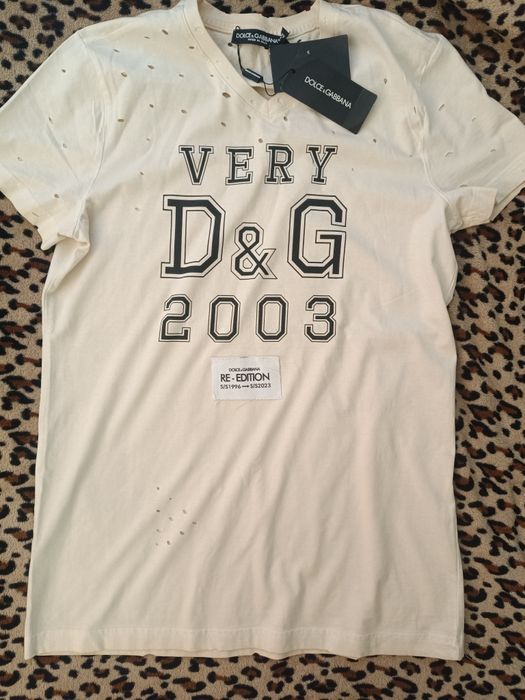 DOLCE & GABBANA
DOLCE & GABBANA
VERY
D&G
2003
DOLCE & GABBANA
RE-EDITION
S/S1996 ⟶ S/S2023